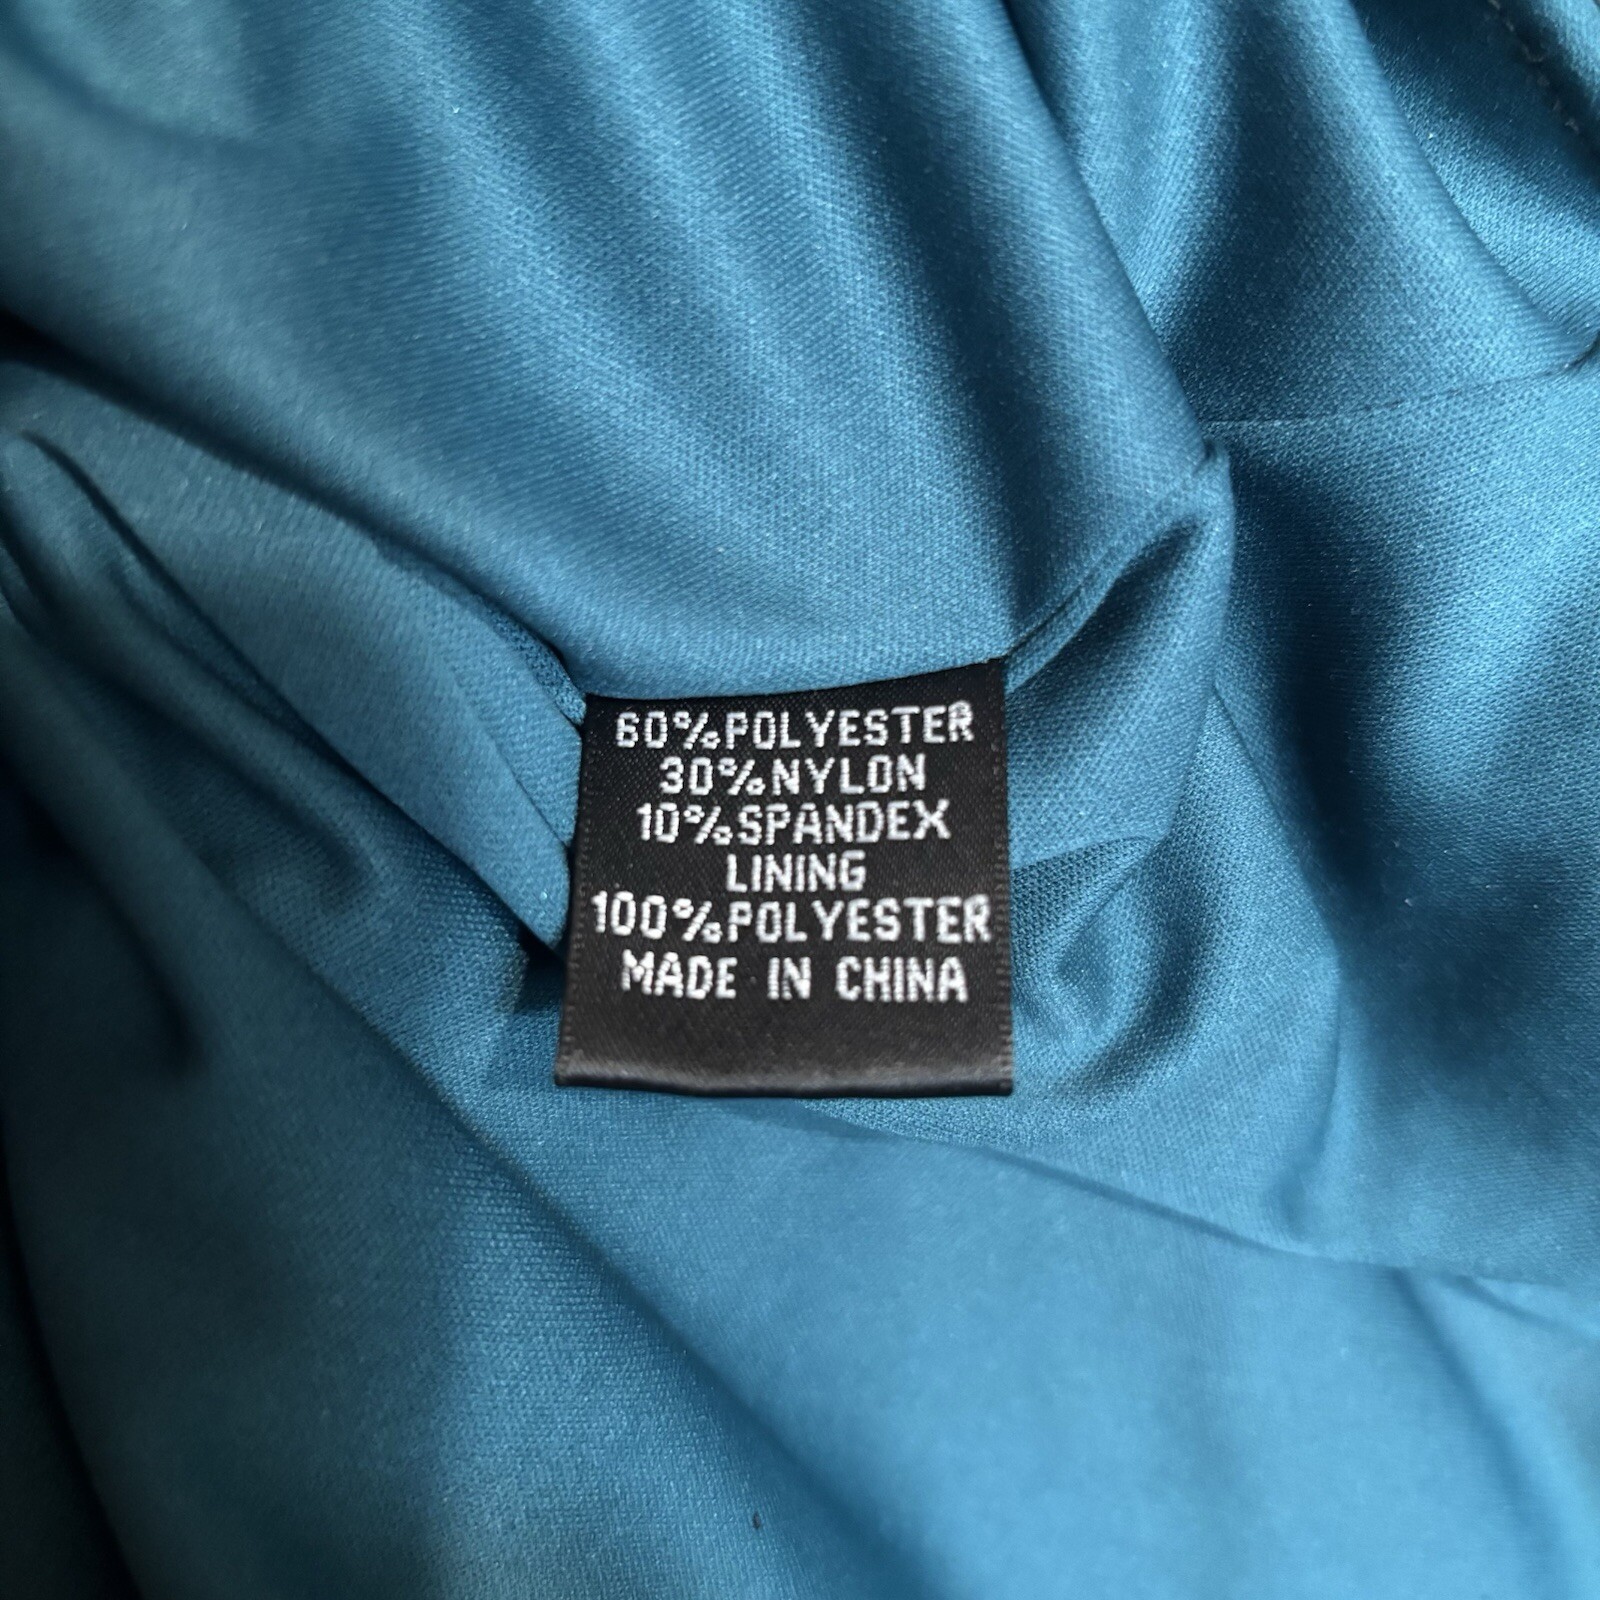 60%POLYESTER
30%NYLON
10%SPANDEX
LINING
100%POLYESTER
MADE IN CHINA